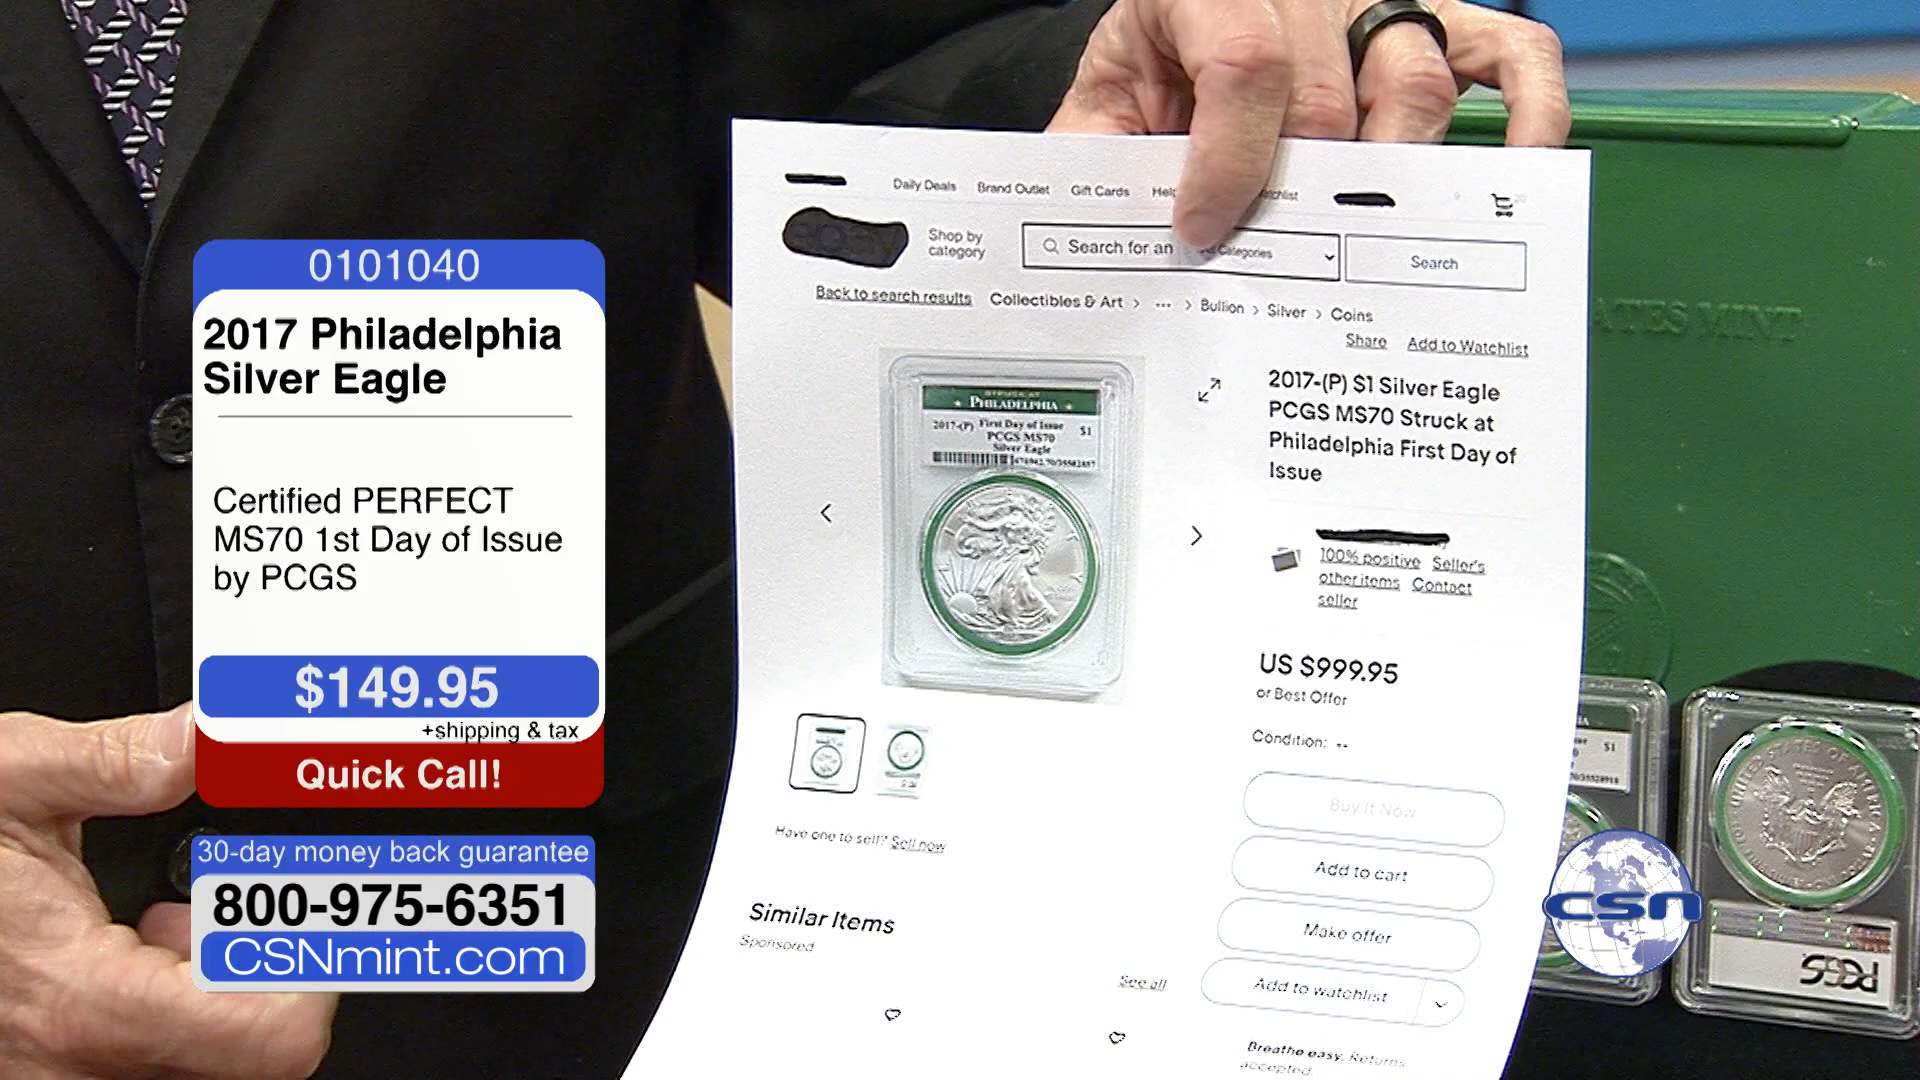 0101040
2017 Philadelphia
Silver Eagle
Certified PERFECT
MS70 1st Day of Issue
by PCGS
$149.95
+shipping & tax
Quick Call!
30-day money back guarantee
800-975-6351
CSNmint.com
Daily Deals Brand Outlet Gift Cards
Shop by
category
Search for an
Categories
Search
Back to search results Collectibles & Art > ... > Bullion > Silver > Coins
Share Add to Watchlist
PHILADELPHIA
2017-(P) First Day of Issue $1
PCGS MS70
Silver Eagle
2017-(P) $1 Silver Eagle
PCGS MS70 Struck at
Philadelphia First Day of
Issue
100% positive Seller's
other items Contact
seller
US $999.95
or Best Offer
Condition: --
Buy It Now
Add to cart
Make offer
Add to watchlist
Have one to sell? Sell now
Similar Items
Sponsored
See all
Breathe easy. Returns
accepted.
ATES MINT
$1
csn
PCGS